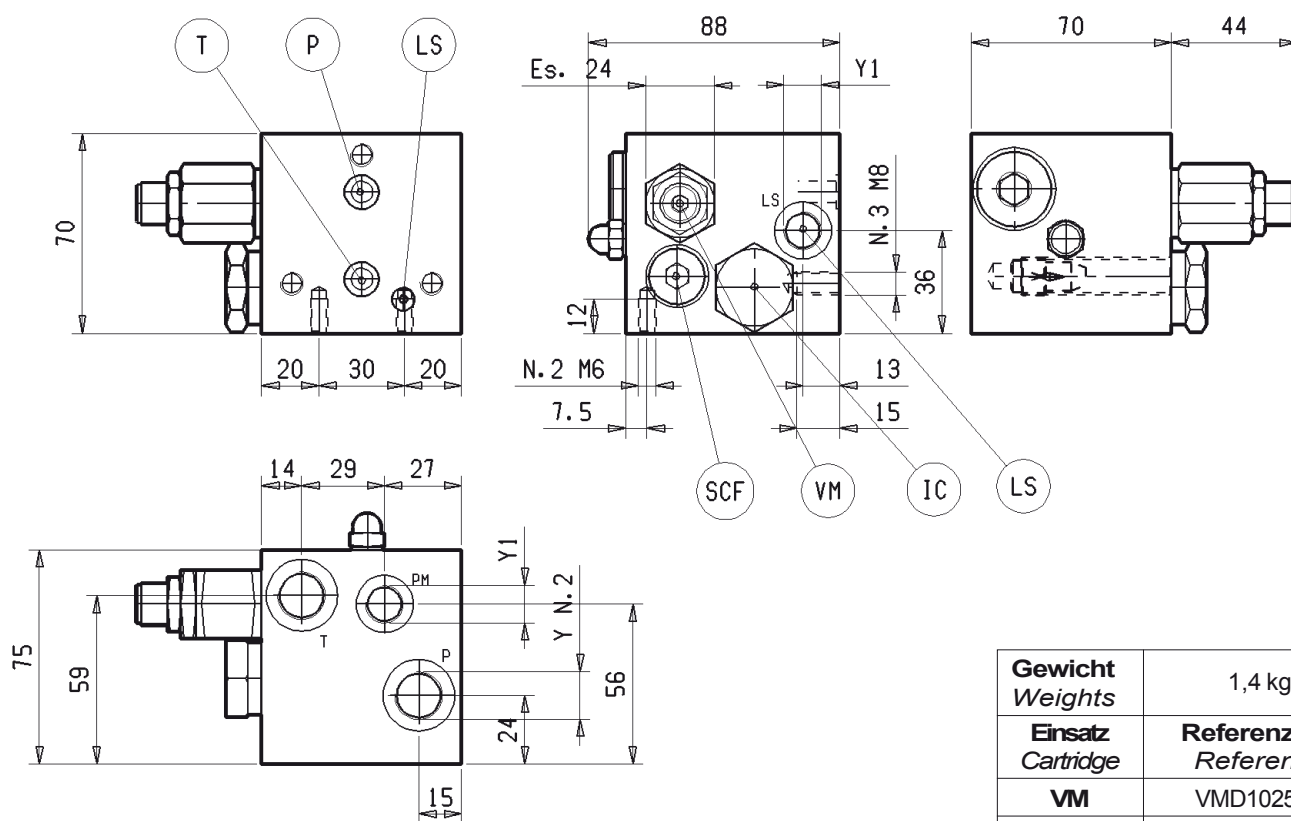 T
P
LS
70
20
30
20
88
Es. 24
Y1
LS
N.3 M8
36
12
N.2 M6
7.5
13
15
SCF
VM
IC
LS
70
44
14
29
27
PM
Y1
Y N.2
T
P
75
59
56
24
15
Gewicht
Weights
1,4 kg
Einsatz
Cartridge
VM
VMD1025